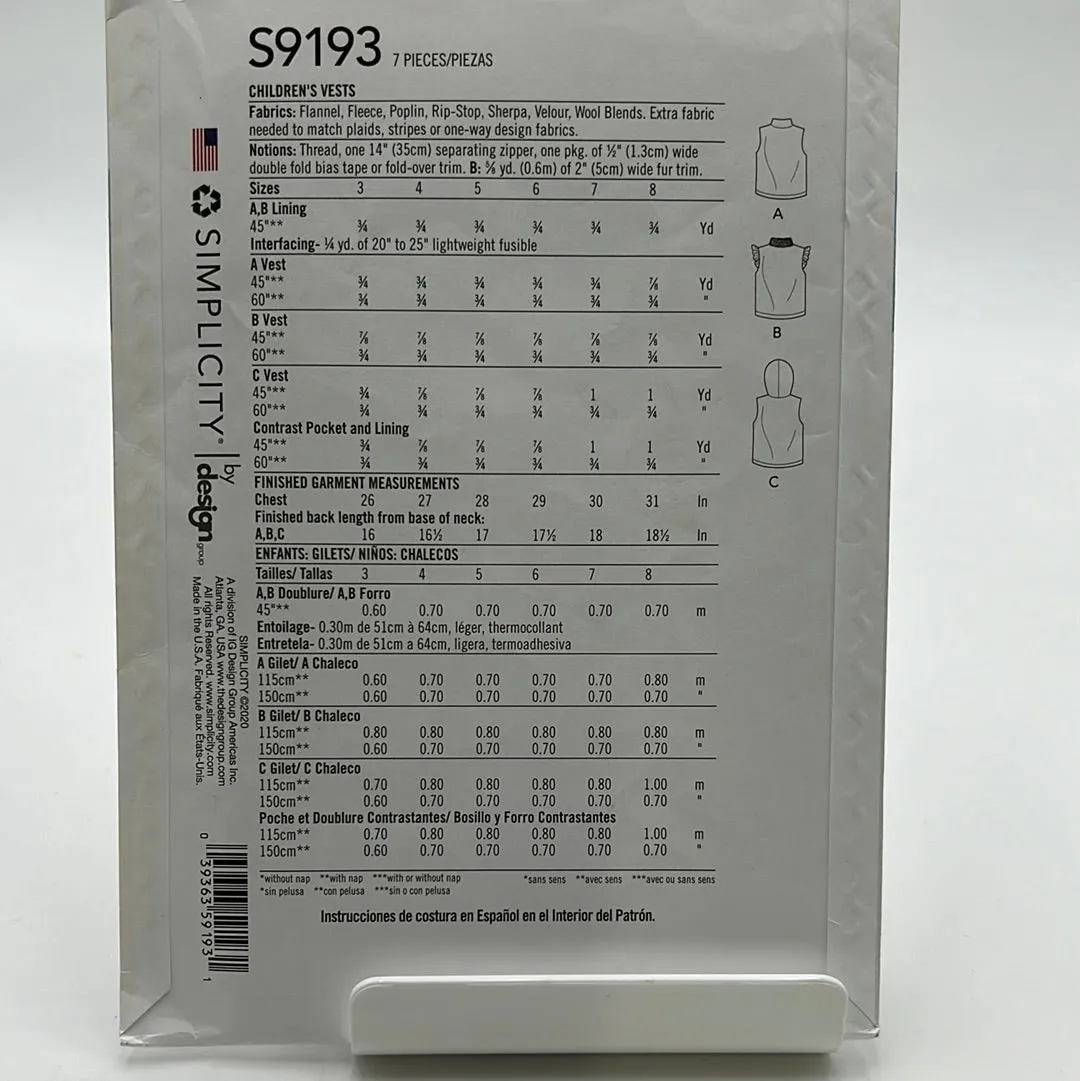 S9193 7 PIECES/PIEZAS
CHILDREN'S VESTS
Fabrics: Flannel, Fleece, Poplin, Rip-Stop, Sherpa, Velour, Wool Blends. Extra fabric
needed to match plaids, stripes or one-way design fabrics.
Notions: Thread, one 14" (35cm) separating zipper, one pkg. of ½" (1.3cm) wide
double fold bias tape or fold-over trim. B: ⅝ yd. (0.6m) of 2" (5cm) wide fur trim.
Sizes 3 4 5 6 7 8
A,B Lining
45"** ¾ ¾ ¾ ¾ ¾ ¾ Yd
Interfacing- ¼ yd. of 20" to 25" lightweight fusible
A Vest
45"** ¾ ¾ ¾ ¾ ¾ ⅞ Yd
60"** ¾ ¾ ¾ ¾ ¾ ¾ "
B Vest
45"** ⅞ ⅞ ⅞ ⅞ ⅞ ⅞ Yd
60"** ¾ ¾ ¾ ¾ ¾ ¾ "
C Vest
45"** ¾ ⅞ ⅞ ⅞ 1 1 Yd
60"** ¾ ¾ ¾ ¾ ¾ ¾ "
Contrast Pocket and Lining
45"** ¾ ⅞ ⅞ ⅞ 1 1 Yd
60"** ¾ ¾ ¾ ¾ ¾ ¾ "
FINISHED GARMENT MEASUREMENTS
Chest 26 27 28 29 30 31 In
Finished back length from base of neck:
A,B,C 16 16½ 17 17½ 18 18½ In
ENFANTS: GILETS/ NIÑOS: CHALECOS
Tailles/ Tallas 3 4 5 6 7 8
A,B Doublure/ A,B Forro
45"** 0.60 0.70 0.70 0.70 0.70 0.70 m
Entoilage- 0.30m de 51cm à 64cm, léger, thermocollant
Entretela- 0.30m de 51cm a 64cm, ligera, termoadhesiva
A Gilet/ A Chaleco
115cm** 0.60 0.70 0.70 0.70 0.70 0.80 m
150cm** 0.60 0.70 0.70 0.70 0.70 0.70 "
B Gilet/ B Chaleco
115cm** 0.80 0.80 0.80 0.80 0.80 0.80 m
150cm** 0.60 0.70 0.70 0.70 0.70 0.70 "
C Gilet/ C Chaleco
115cm** 0.70 0.80 0.80 0.80 0.80 1.00 m
150cm** 0.60 0.70 0.70 0.70 0.70 0.70 "
Poche et Doublure Contrastantes/ Bosillo y Forro Contrastantes
115cm** 0.70 0.80 0.80 0.80 0.80 1.00 m
150cm** 0.60 0.70 0.70 0.70 0.70 0.70 "
*without nap **with nap ***with or without nap *sans sens **avec sens ***avec ou sans sens
*sin pelusa **con pelusa ***sin o con pelusa
Instrucciones de costura en Español en el Interior del Patrón.
A
B
C
SIMPLICITY® by
design
group
SIMPLICITY ©2020
A division of IG Design Group Americas Inc.
Atlanta, GA. USA www.thedesigngroup.com
All rights Reserved. www.simplicity.com
Made in the U.S.A. Fabriqué aux États-Unis.
0 39363 59193 1